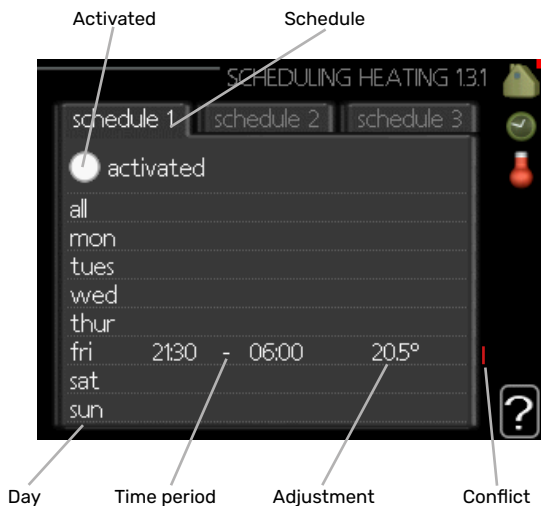 Activated Schedule
SCHEDULING HEATING 1.3.1
schedule 1 schedule 2 schedule 3
activated
all
mon
tues
wed
thur
fri 21:30 - 06:00 20.5°
sat
sun
?
Day Time period Adjustment Conflict